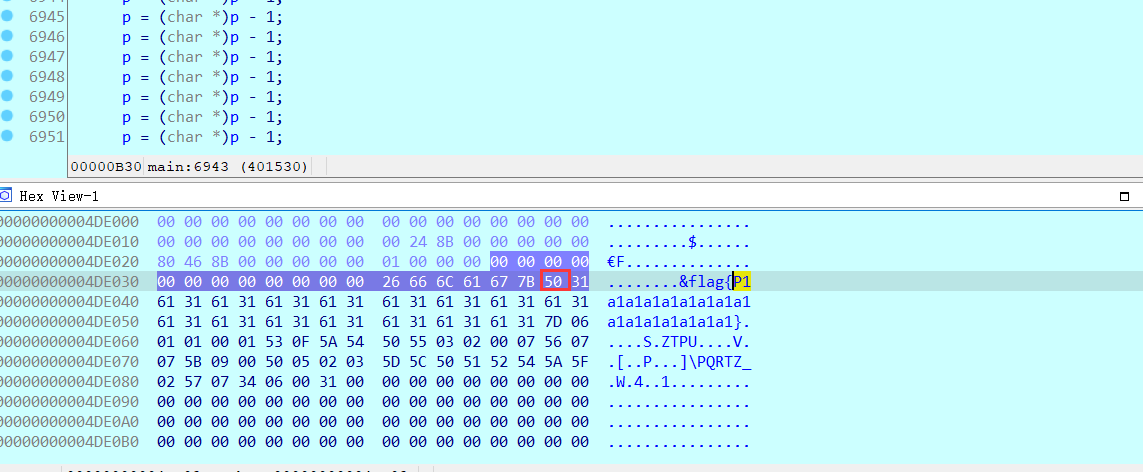 6945 p = (char *)p - 1;
6946 p = (char *)p - 1;
6947 p = (char *)p - 1;
6948 p = (char *)p - 1;
6949 p = (char *)p - 1;
6950 p = (char *)p - 1;
6951 p = (char *)p - 1;
00000B30 main:6943 (401530)
Hex View-1
00000000004DE000 00 00 00 00 00 00 00 00 00 00 00 00 00 00 00 00 ................
00000000004DE010 00 00 00 00 00 00 00 00 00 24 8B 00 00 00 00 00 .........$......
00000000004DE020 80 46 8B 00 00 00 00 00 01 00 00 00 00 00 00 00 €F..............
00000000004DE030 00 00 00 00 00 00 00 00 26 66 6C 61 67 7B 50 31 ........&flag{P1
00000000004DE040 61 31 61 31 61 31 61 31 61 31 61 31 61 31 61 31 a1a1a1a1a1a1a1a1
00000000004DE050 61 31 61 31 61 31 61 31 61 31 61 31 61 31 7D 06 a1a1a1a1a1a1a1}.
00000000004DE060 01 01 00 01 53 0F 5A 54 50 55 03 02 00 07 56 07 ....S.ZTPU....V.
00000000004DE070 07 5B 09 00 50 05 02 03 5D 5C 50 51 52 54 5A 5F .[..P...]\PQRTZ_
00000000004DE080 02 57 07 34 06 00 31 00 00 00 00 00 00 00 00 00 .W.4..1.........
00000000004DE090 00 00 00 00 00 00 00 00 00 00 00 00 00 00 00 00 ................
00000000004DE0A0 00 00 00 00 00 00 00 00 00 00 00 00 00 00 00 00 ................
00000000004DE0B0 00 00 00 00 00 00 00 00 00 00 00 00 00 00 00 00 ................